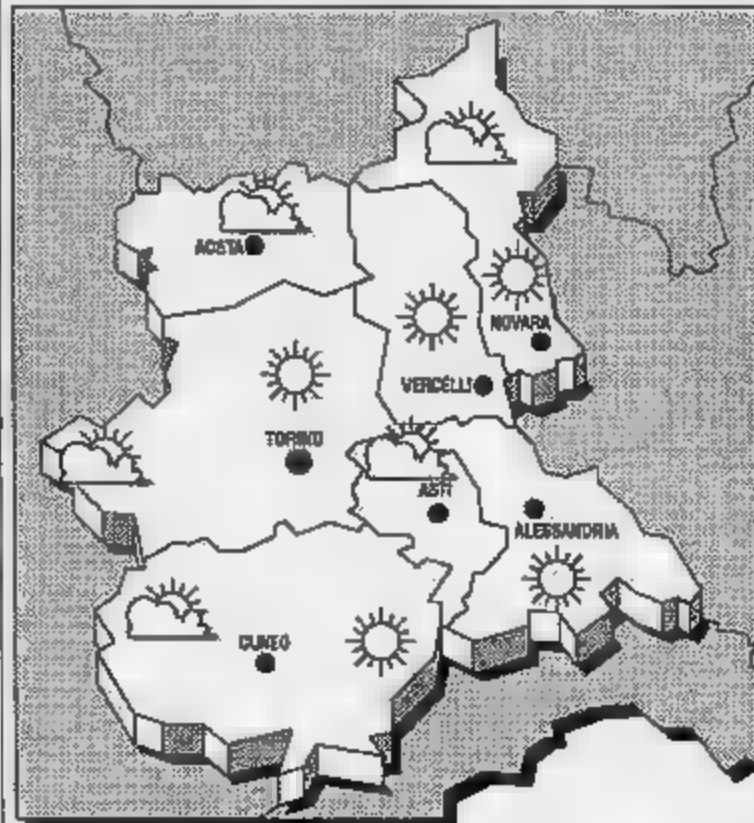 AOSTA
NOVARA
VERCELLI
TORINO
ASTI
ALESSANDRIA
CUNEO